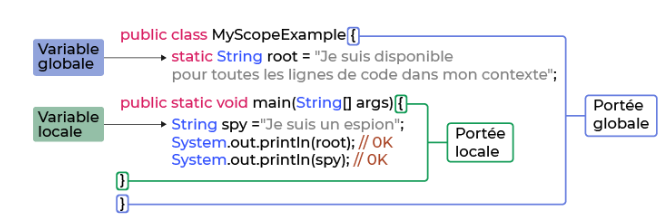 public class MyScopeExample{
Variable
globale
static String root = "Je suis disponible
pour toutes les lignes de code dans mon contexte";
public static void main(String[] args){
Variable
locale
String spy ="Je suis un espion";
System.out.println(root); // OK
System.out.println(spy); // OK
}
}
Portée
locale
Portée
globale